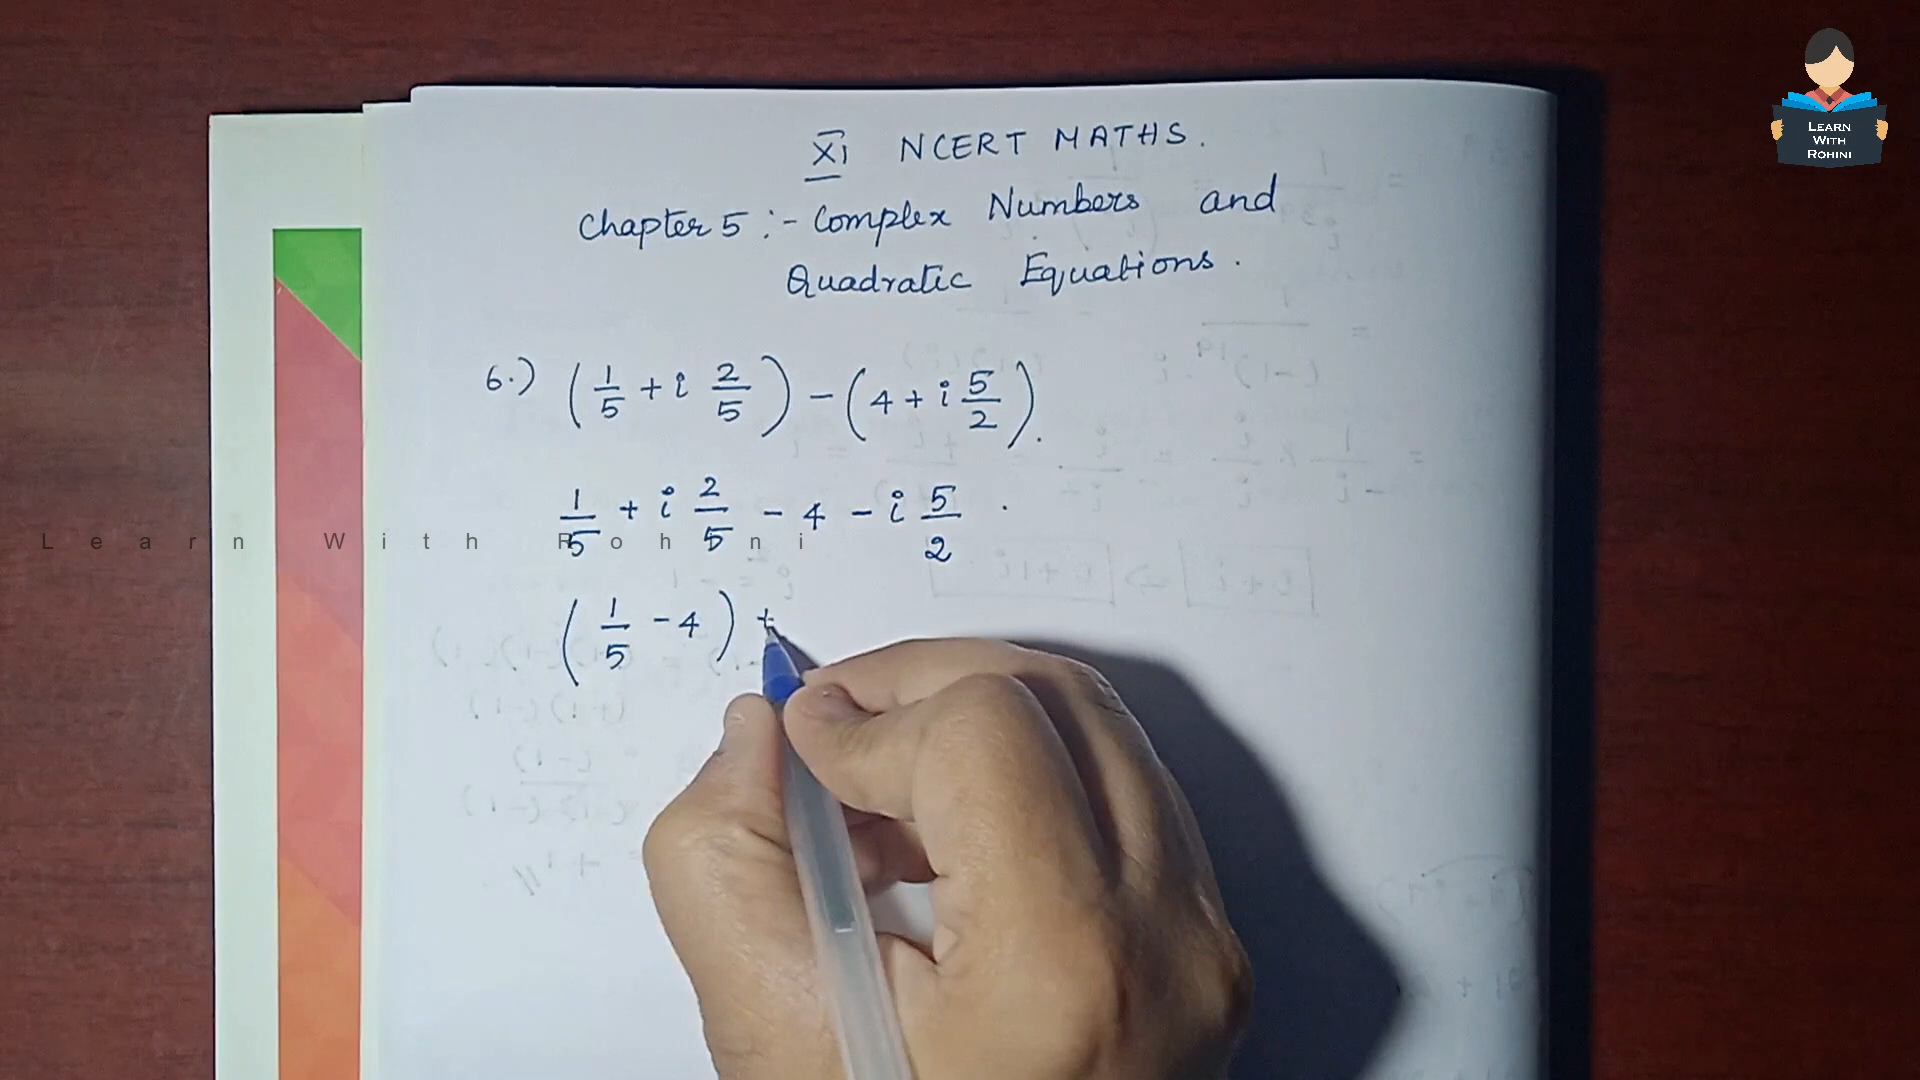 XI NCERT MATHS.
Chapter 5 :- Complex Numbers and
Quadratic Equations.
6.) (1/5 + i 2/5) - (4 + i 5/2).
1/5 + i 2/5 - 4 - i 5/2 .
(1/5 - 4) +
Learn With Rohini
LEARN
WITH
ROHINI